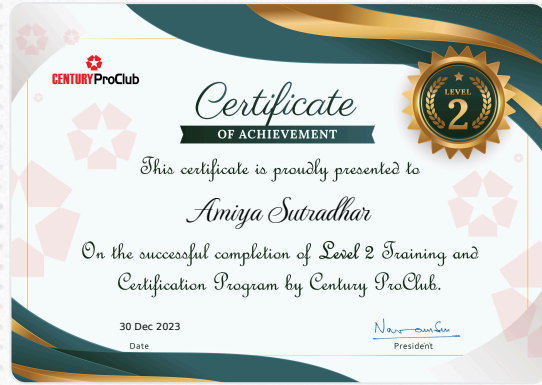 CENTURY ProClub
LEVEL
2
Certificate
OF ACHIEVEMENT
This certificate is proudly presented to
Amiya Sutradhar
On the successful completion of Level 2 Training and
Certification Program by Century ProClub.
30 Dec 2023
Date
President